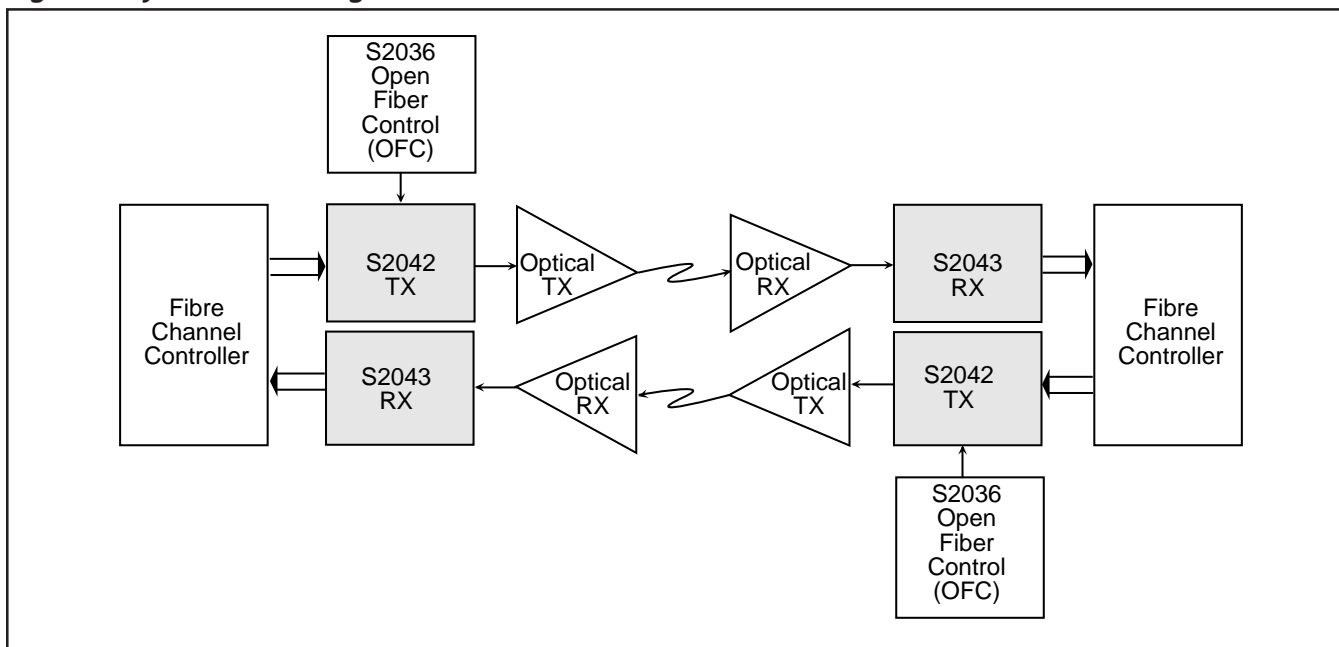 S2036
Open
Fiber
Control
(OFC)
Fibre
Channel
Controller
S2042
TX
Optical
TX
Optical
RX
S2043
RX
Fibre
Channel
Controller
S2043
RX
Optical
RX
Optical
TX
S2042
TX
S2036
Open
Fiber
Control
(OFC)